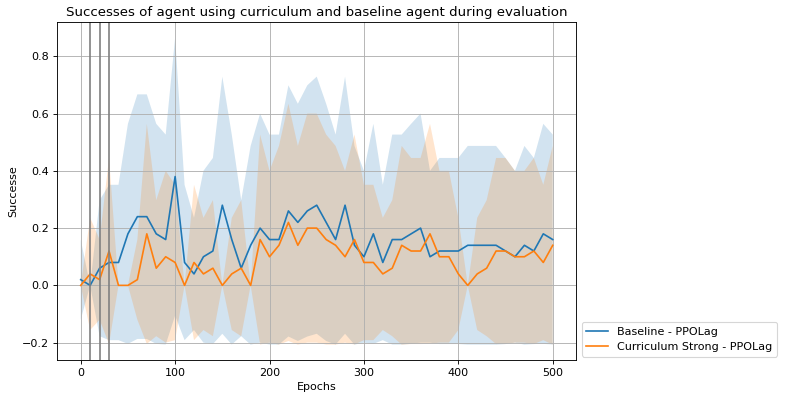 Successes of agent using curriculum and baseline agent during evaluation
Successe
0.8
0.6
0.4
0.2
0.0
−0.2
0 100 200 300 400 500
Epochs
Baseline - PPOLag
Curriculum Strong - PPOLag